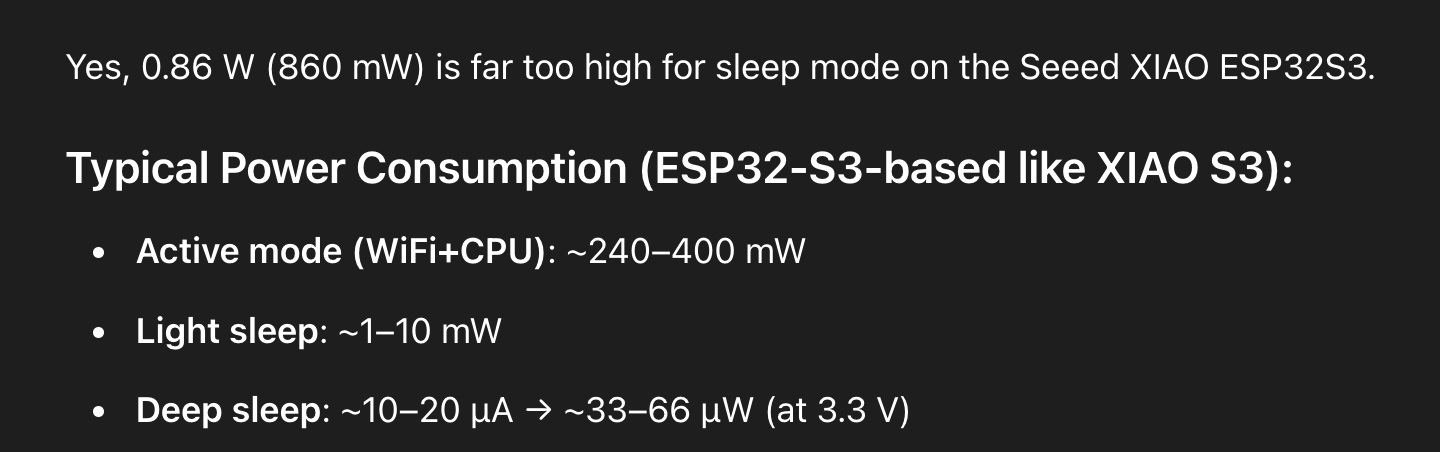 Yes, 0.86 W (860 mW) is far too high for sleep mode on the Seeed XIAO ESP32S3.
Typical Power Consumption (ESP32-S3-based like XIAO S3):
• Active mode (WiFi+CPU): ~240–400 mW
• Light sleep: ~1–10 mW
• Deep sleep: ~10–20 µA → ~33–66 µW (at 3.3 V)